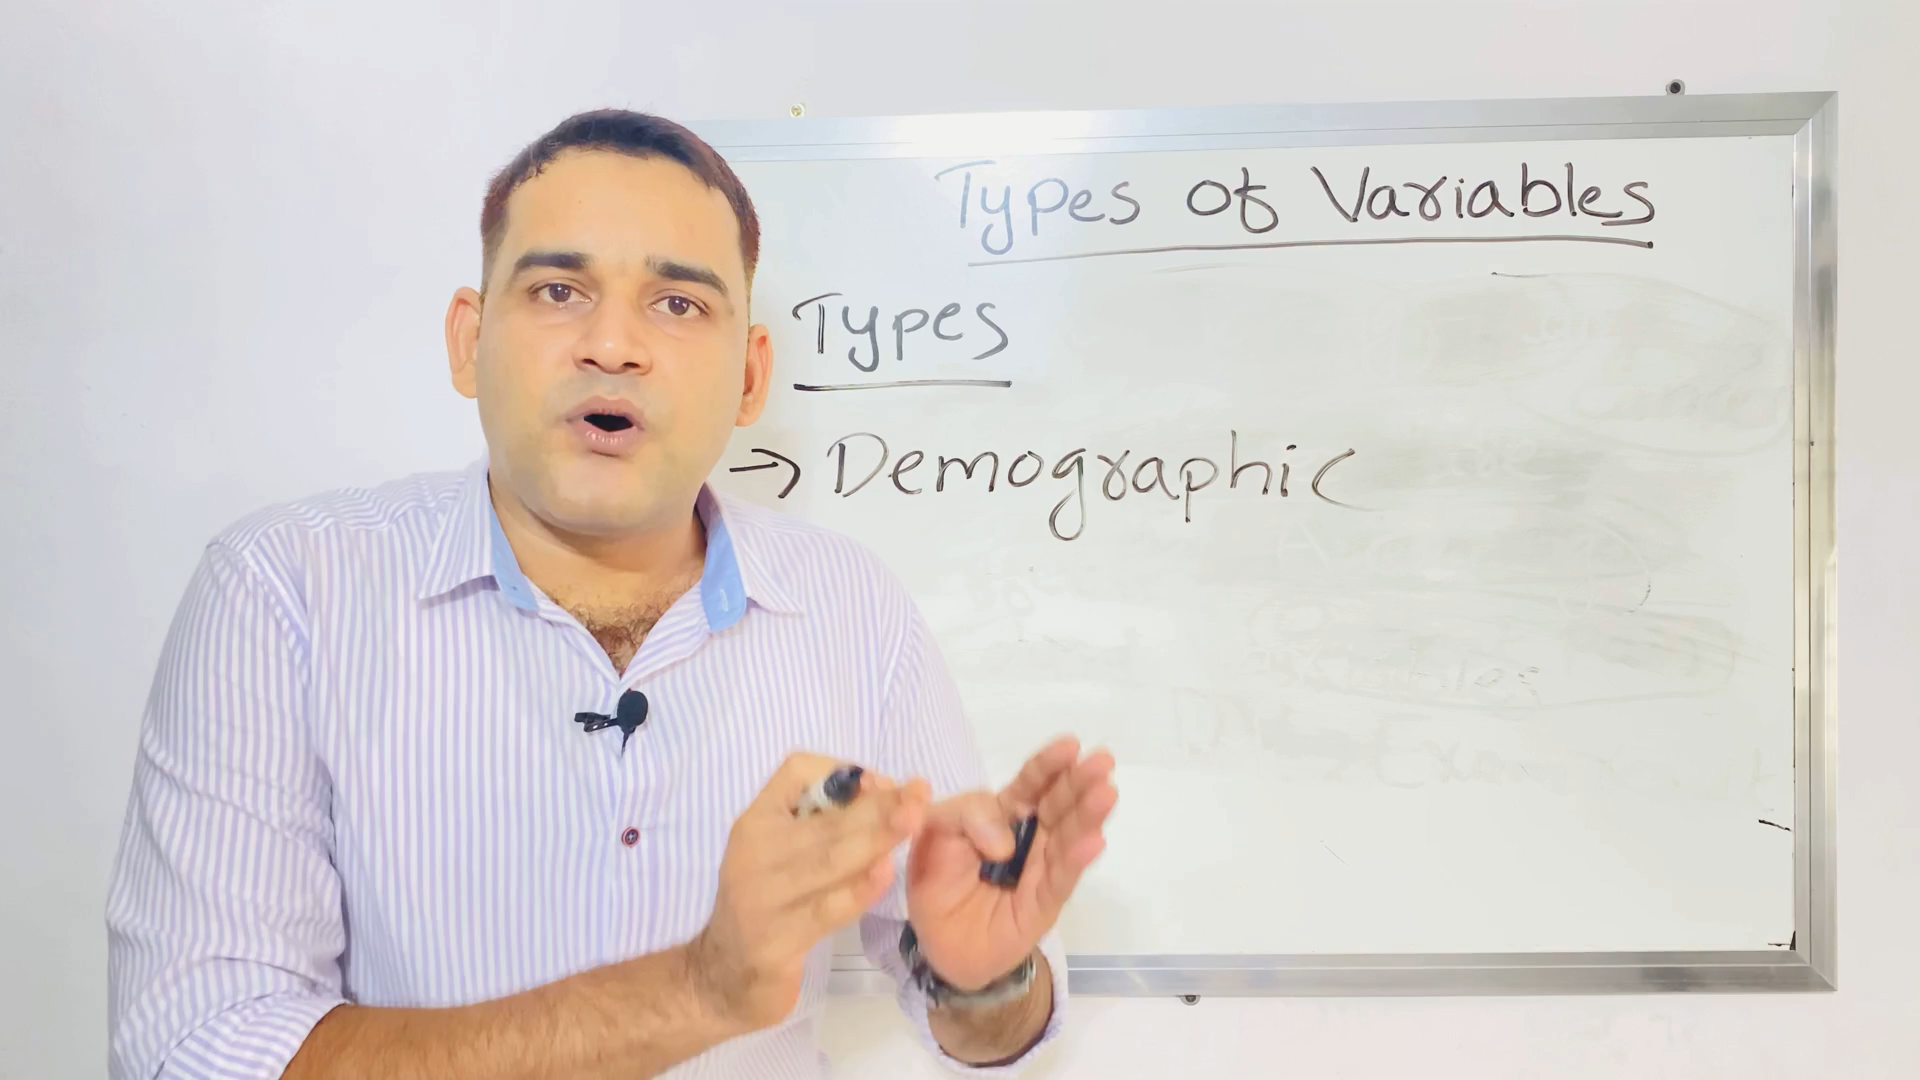 Types of Variables
Types
→ Demographic